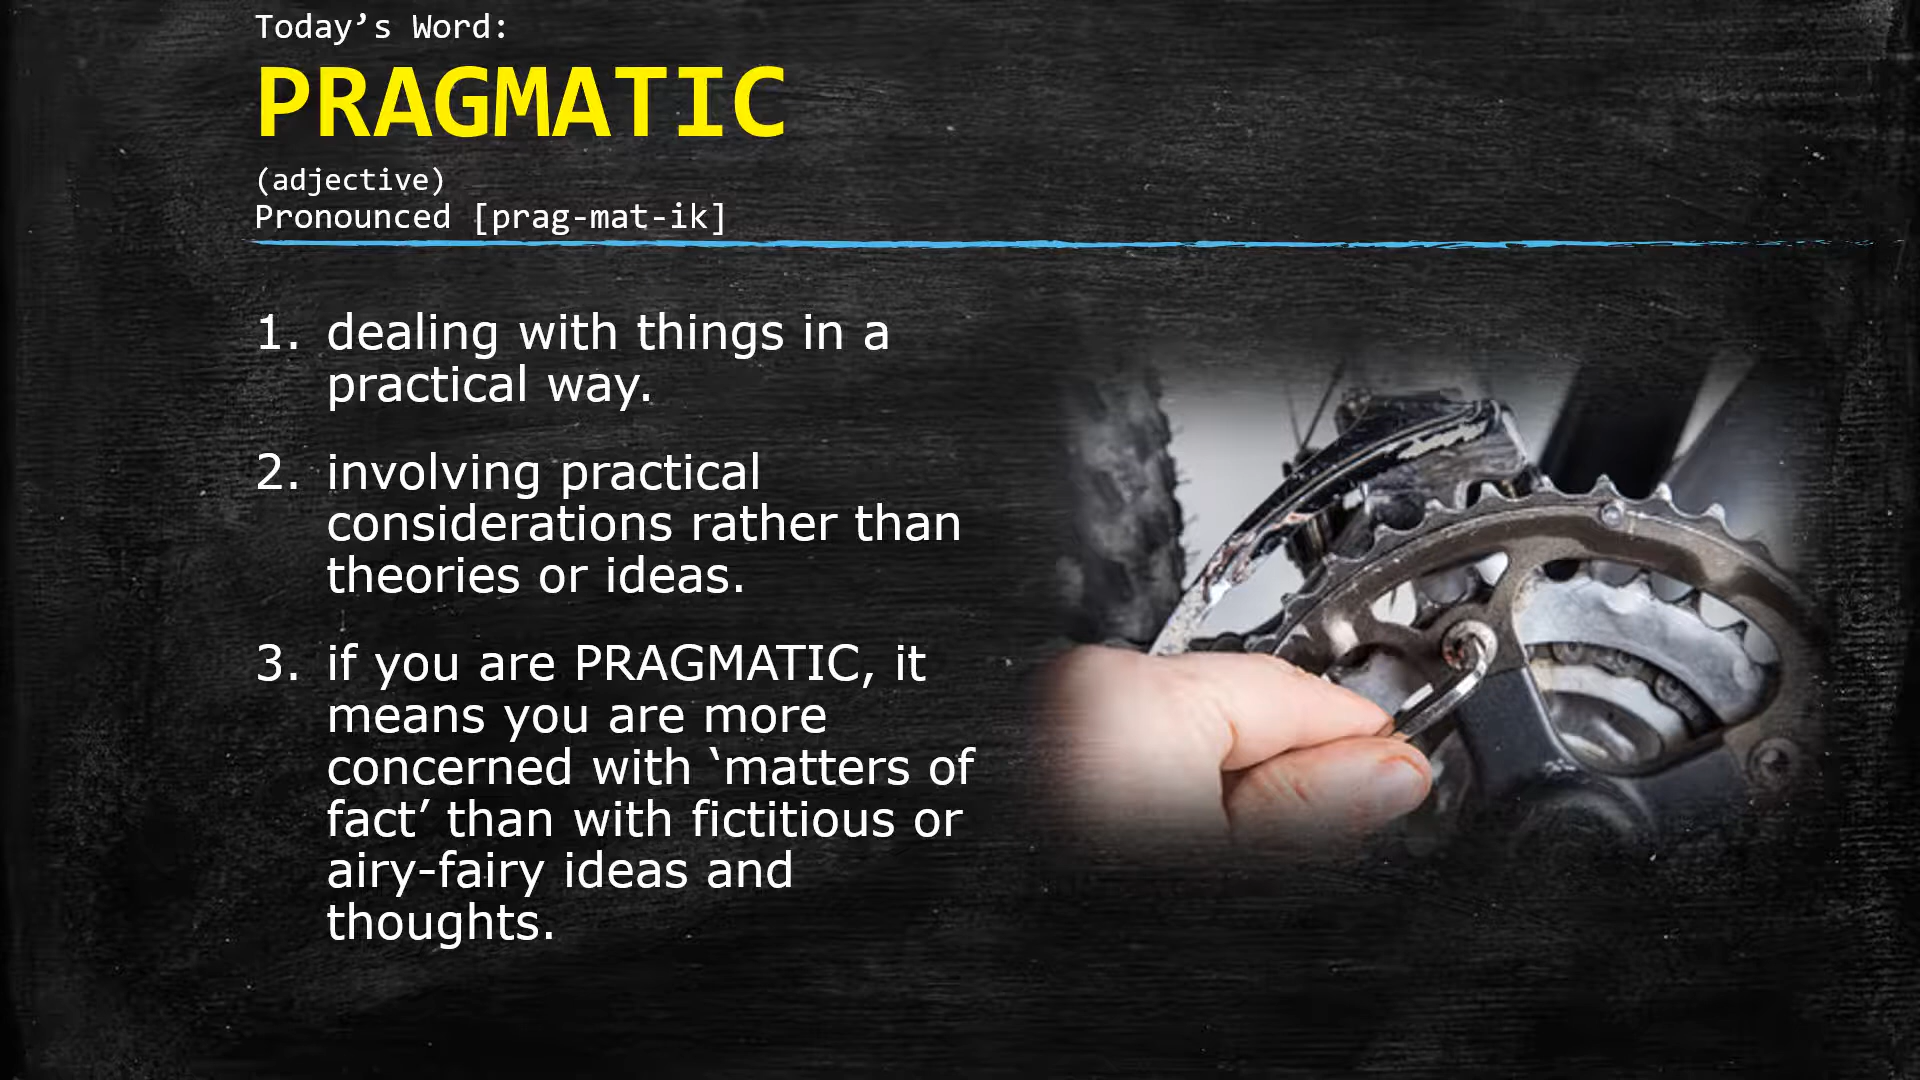 Today’s Word:
PRAGMATIC
(adjective)
Pronounced [prag-mat-ik]
1. dealing with things in a
practical way.
2. involving practical
considerations rather than
theories or ideas.
3. if you are PRAGMATIC, it
means you are more
concerned with ‘matters of
fact’ than with fictitious or
airy-fairy ideas and
thoughts.